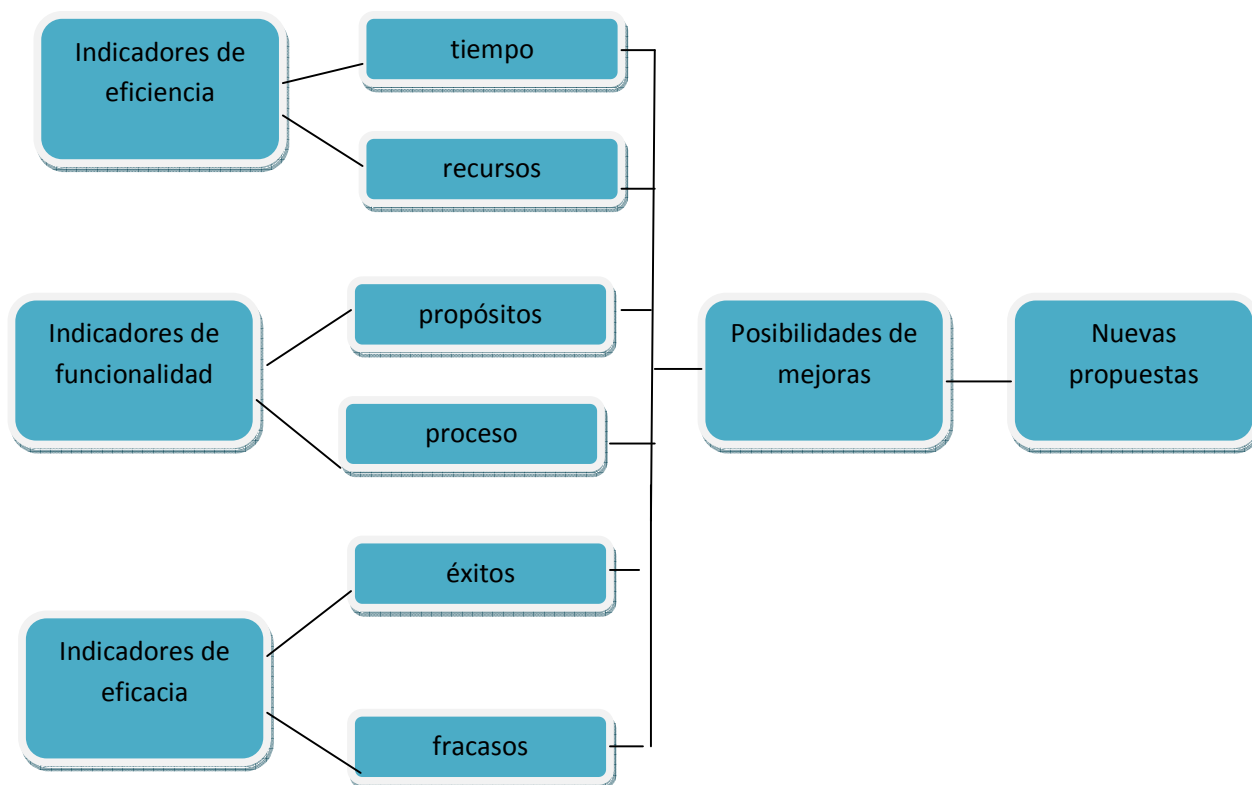 Indicadores de
eficiencia
tiempo
recursos
Indicadores de
funcionalidad
propósitos
proceso
Indicadores de
eficacia
éxitos
fracasos
Posibilidades de
mejoras
Nuevas
propuestas